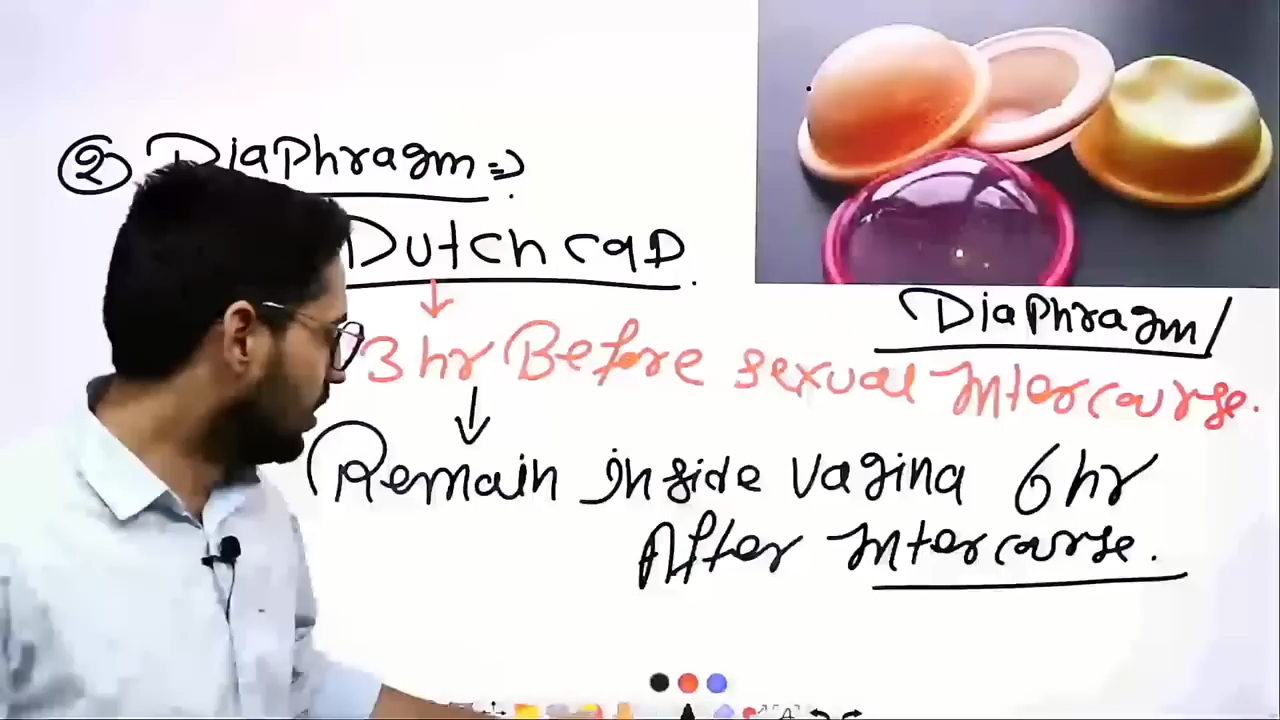 ② Diaphragm ⇒
Dutch cap
3 hr Before sexual Intercourse.
Remain inside vagina 6 hr
After Intercourse.
Diaphragm